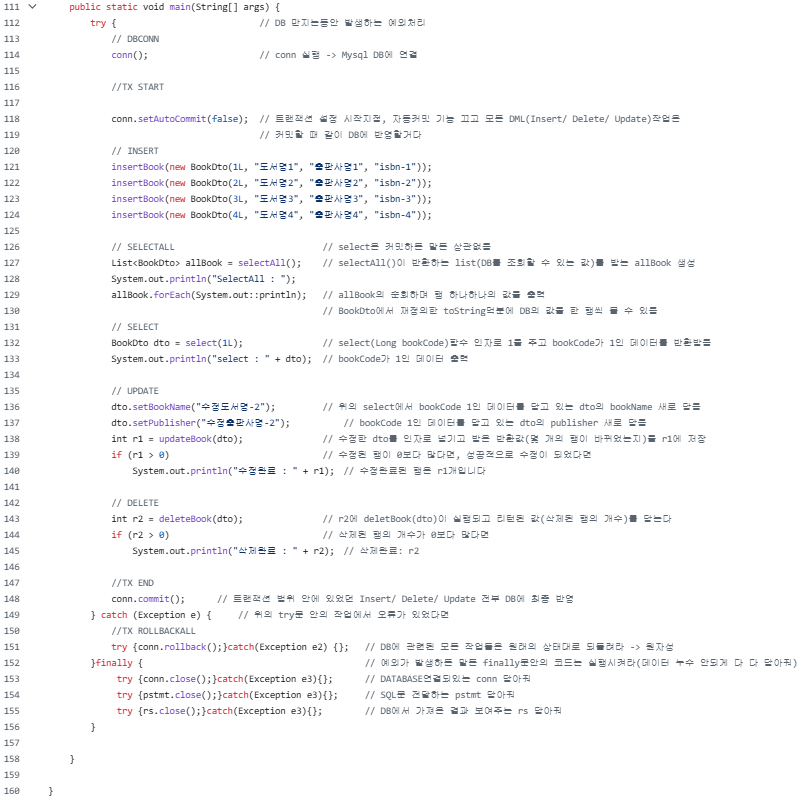 111 public static void main(String[] args) {
112 try { // DB 만지는동안 발생하는 예외처리
113 // DBCONN
114 conn(); // conn 실행 -> Mysql DB에 연결
115
116 //TX START
117
118 conn.setAutoCommit(false); // 트랜잭션 설정 시작지점, 자동커밋 기능 끄고 모든 DML(Insert/ Delete/ Update)작업은
119 // 커밋할 때 같이 DB에 반영할거다
120 // INSERT
121 insertBook(new BookDto(1L, "도서명1", "출판사명1", "isbn-1"));
122 insertBook(new BookDto(2L, "도서명2", "출판사명2", "isbn-2"));
123 insertBook(new BookDto(3L, "도서명3", "출판사명3", "isbn-3"));
124 insertBook(new BookDto(4L, "도서명4", "출판사명4", "isbn-4"));
125
126 // SELECTALL // select은 커밋하든 말든 상관없음
127 List<BookDto> allBook = selectAll(); // selectAll()이 반환하는 list(DB를 조회할 수 있는 값)를 받는 allBook 생성
128 System.out.println("SelectAll : ");
129 allBook.forEach(System.out::println); // allBook의 순회하며 행 하나하나의 값을 출력
130 // BookDto에서 재정의한 toString덕분에 DB의 값을 한 행씩 볼 수 있음
131 // SELECT
132 BookDto dto = select(1L); // select(Long bookCode)함수 인자로 1을 주고 bookCode가 1인 데이터를 반환받음
133 System.out.println("select : " + dto); // bookCode가 1인 데이터 출력
134
135 // UPDATE
136 dto.setBookName("수정도서명-2"); // 위의 select에서 bookCode 1인 데이터를 담고 있는 dto의 bookName 새로 담음
137 dto.setPublisher("수정출판사명-2"); // bookCode 1인 데이터를 담고 있는 dto의 publisher 새로 담음
138 int r1 = updateBook(dto); // 수정한 dto를 인자로 넘기고 받은 반환값(몇 개의 행이 바뀌었는지)을 r1에 저장
139 if (r1 > 0) // 수정된 행이 0보다 많다면, 성공적으로 수정이 되었다면
140 System.out.println("수정완료 : " + r1); // 수정완료된 행은 r1개입니다
141
142 // DELETE
143 int r2 = deleteBook(dto); // r2에 deletBook(dto)이 실행되고 리턴된 값(삭제된 행의 개수)를 담는다
144 if (r2 > 0) // 삭제된 행의 개수가 0보다 많다면
145 System.out.println("삭제완료 : " + r2); // 삭제완료: r2
146
147 //TX END
148 conn.commit(); // 트랜잭션 범위 안에 있었던 Insert/ Delete/ Update 전부 DB에 최종 반영
149 } catch (Exception e) { // 위의 try문 안의 작업에서 오류가 있었다면
150 //TX ROLLBACKALL
151 try {conn.rollback();}catch(Exception e2) {}; // DB에 관련된 모든 작업들은 원래의 상태대로 되돌려라 -> 원자성
152 }finally { // 예외가 발생하든 말든 finally문안의 코드는 실행시켜라(데이터 누수 안되게 다 다 닫아줘)
153 try {conn.close();}catch(Exception e3){}; // DATABASE연결되있는 conn 닫아줘
154 try {pstmt.close();}catch(Exception e3){}; // SQL문 전달하는 pstmt 닫아줘
155 try {rs.close();}catch(Exception e3){}; // DB에서 가져온 결과 보여주는 rs 닫아줘
156 }
157
158 }
159
160 }